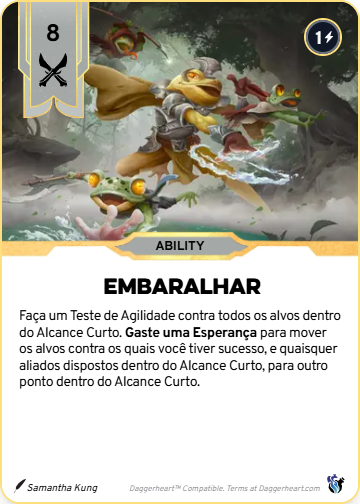 8
1
ABILITY
EMBARALHAR
Faça um Teste de Agilidade contra todos os alvos dentro
do Alcance Curto. Gaste uma Esperança para mover
os alvos contra os quais você tiver sucesso, e quaisquer
aliados dispostos dentro do Alcance Curto, para outro
ponto dentro do Alcance Curto.
Samantha Kung
Daggerheart™ Compatible. Terms at Daggerheart.com